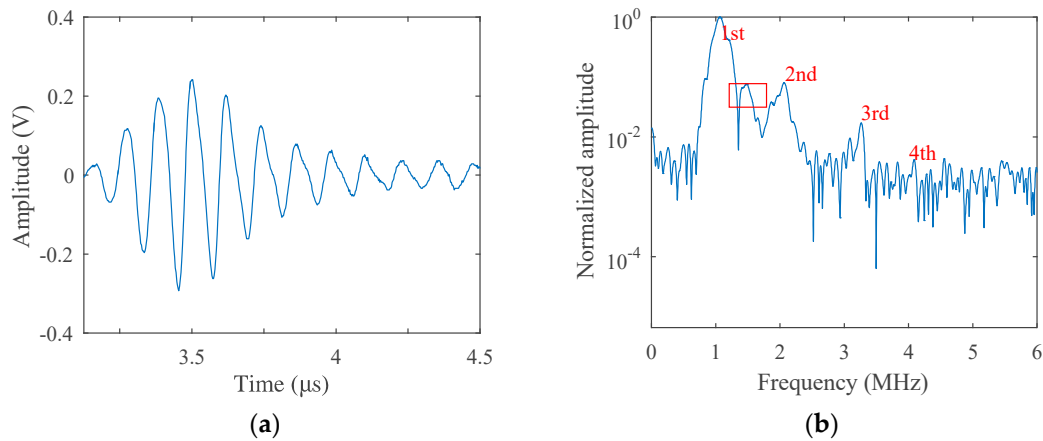 0.4
0.2
0
-0.2
-0.4
Amplitude (V)
3.5
4
4.5
Time (μs)
(a)
10^0
10^-2
10^-4
Normalized amplitude
1st
2nd
3rd
4th
0 1 2 3 4 5 6
Frequency (MHz)
(b)